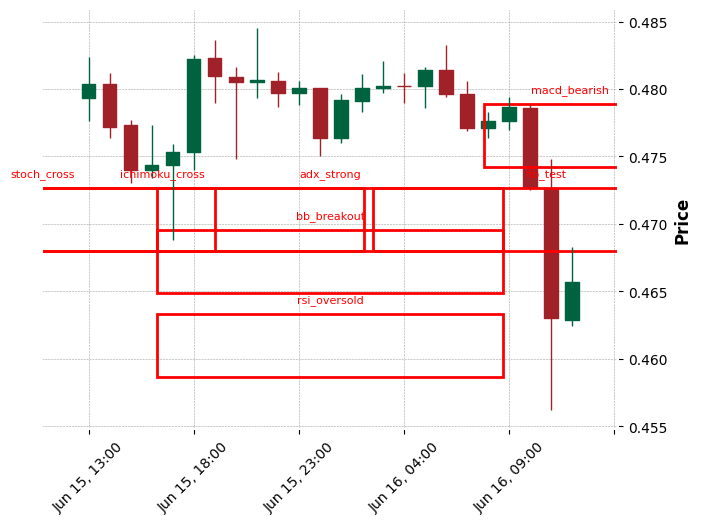 0.485
macd_bearish
0.480
0.475
stoch_cross
ichimoku_cross
adx_strong
_test
0.470
bb_breakout
Price
0.465
rsi_oversold
0.460
0.455
Jun 15, 13:00
Jun 15, 18:00
Jun 15, 23:00
Jun 16, 04:00
Jun 16, 09:00